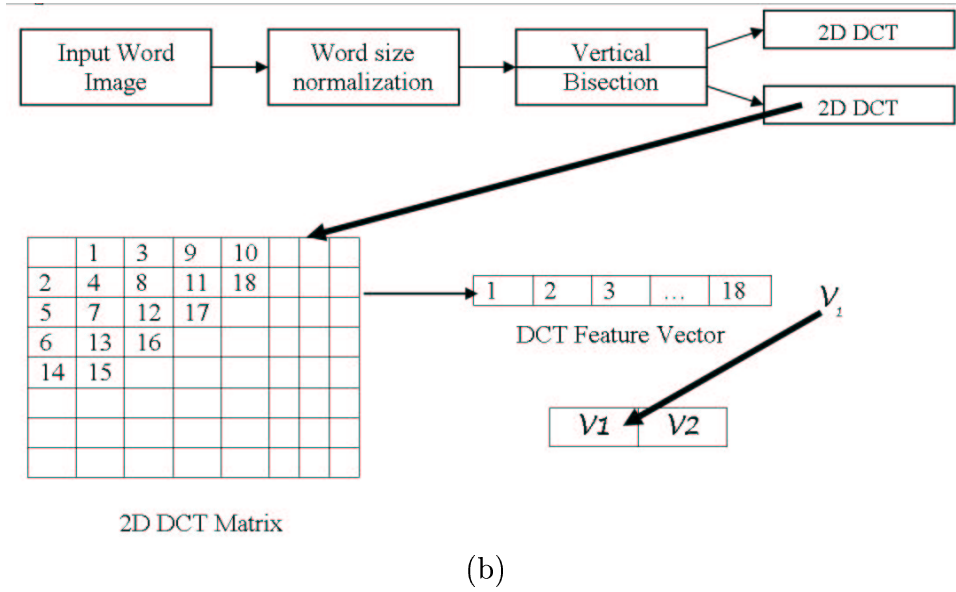 Input Word
Image
Word size
normalization
Vertical
Bisection
2D DCT
2D DCT
1 3 9 10
2 4 8 11 18
5 7 12 17
6 13 16
14 15
2D DCT Matrix
1 2 3 ... 18
DCT Feature Vector
V1
V1 V2
(b)